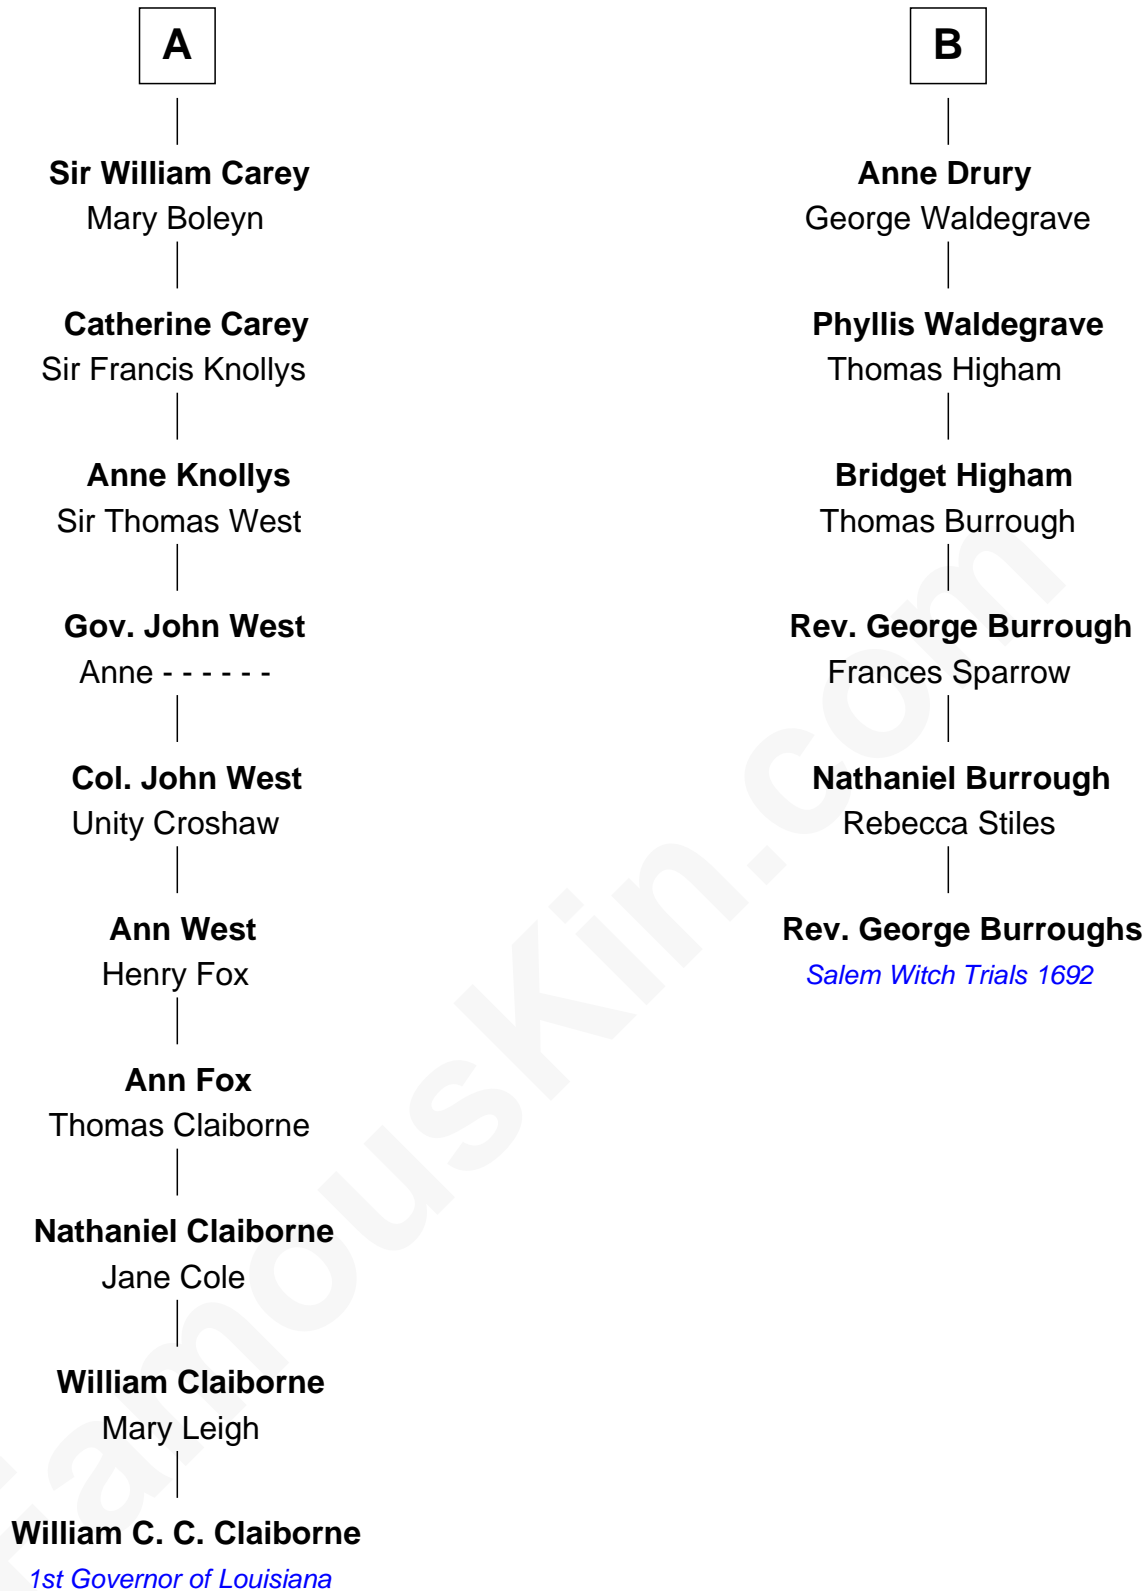 A
Sir William Carey
Mary Boleyn
Catherine Carey
Sir Francis Knollys
Anne Knollys
Sir Thomas West
Gov. John West
Anne - - - - - -
Col. John West
Unity Croshaw
Ann West
Henry Fox
Ann Fox
Thomas Claiborne
Nathaniel Claiborne
Jane Cole
William Claiborne
Mary Leigh
William C. C. Claiborne
1st Governor of Louisiana
B
Anne Drury
George Waldegrave
Phyllis Waldegrave
Thomas Higham
Bridget Higham
Thomas Burrough
Rev. George Burrough
Frances Sparrow
Nathaniel Burrough
Rebecca Stiles
Rev. George Burroughs
Salem Witch Trials 1692
famouskin.com